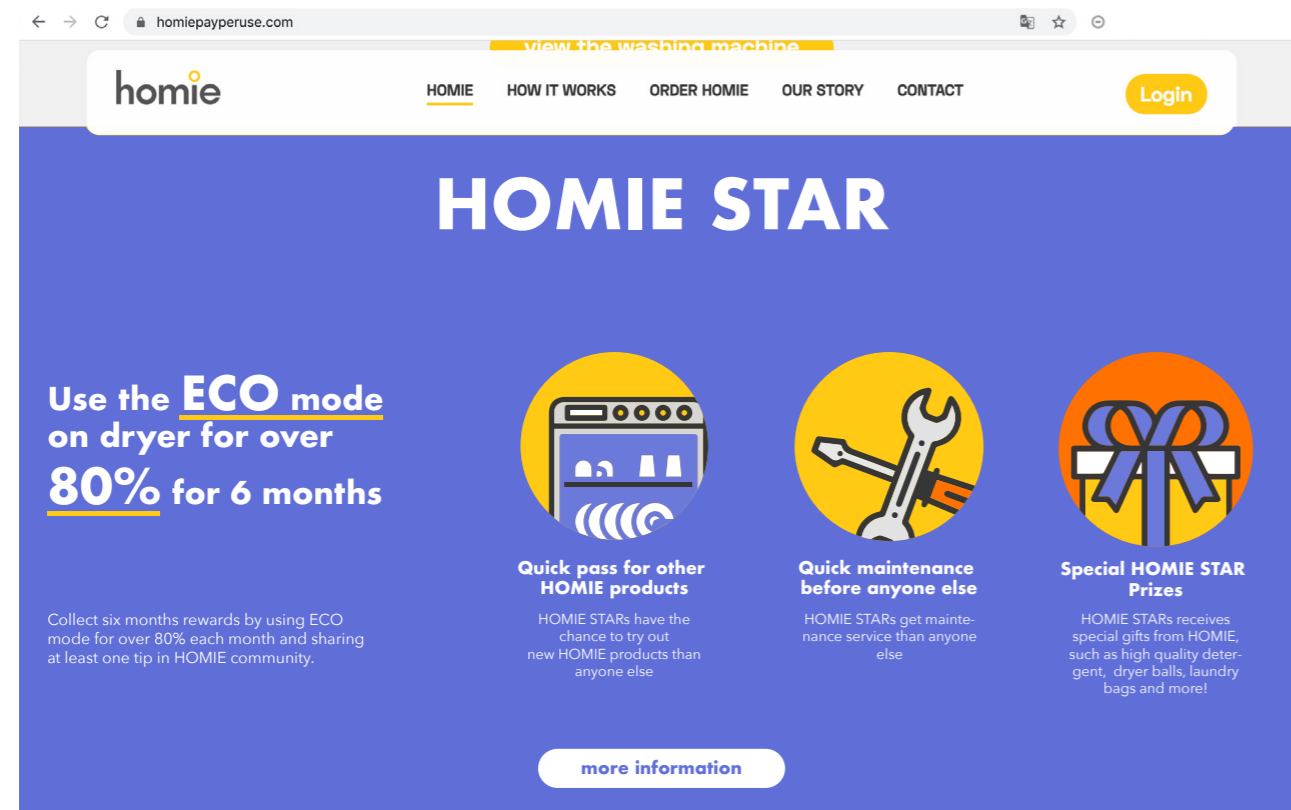 homiepayperuse.com
view the washing machine
homie
HOMIE HOW IT WORKS ORDER HOMIE OUR STORY CONTACT
Login
HOMIE STAR
Use the ECO mode
on dryer for over
80% for 6 months
Collect six months rewards by using ECO
mode for over 80% each month and sharing
at least one tip in HOMIE community.
Quick pass for other
HOMIE products
HOMIE STARs have the
chance to try out
new HOMIE products than
anyone else
Quick maintenance
before anyone else
HOMIE STARs get mainte-
nance service than anyone
else
Special HOMIE STAR
Prizes
HOMIE STARs receives
special gifts from HOMIE,
such as high quality deter-
gent, dryer balls, laundry
bags and more!
more information